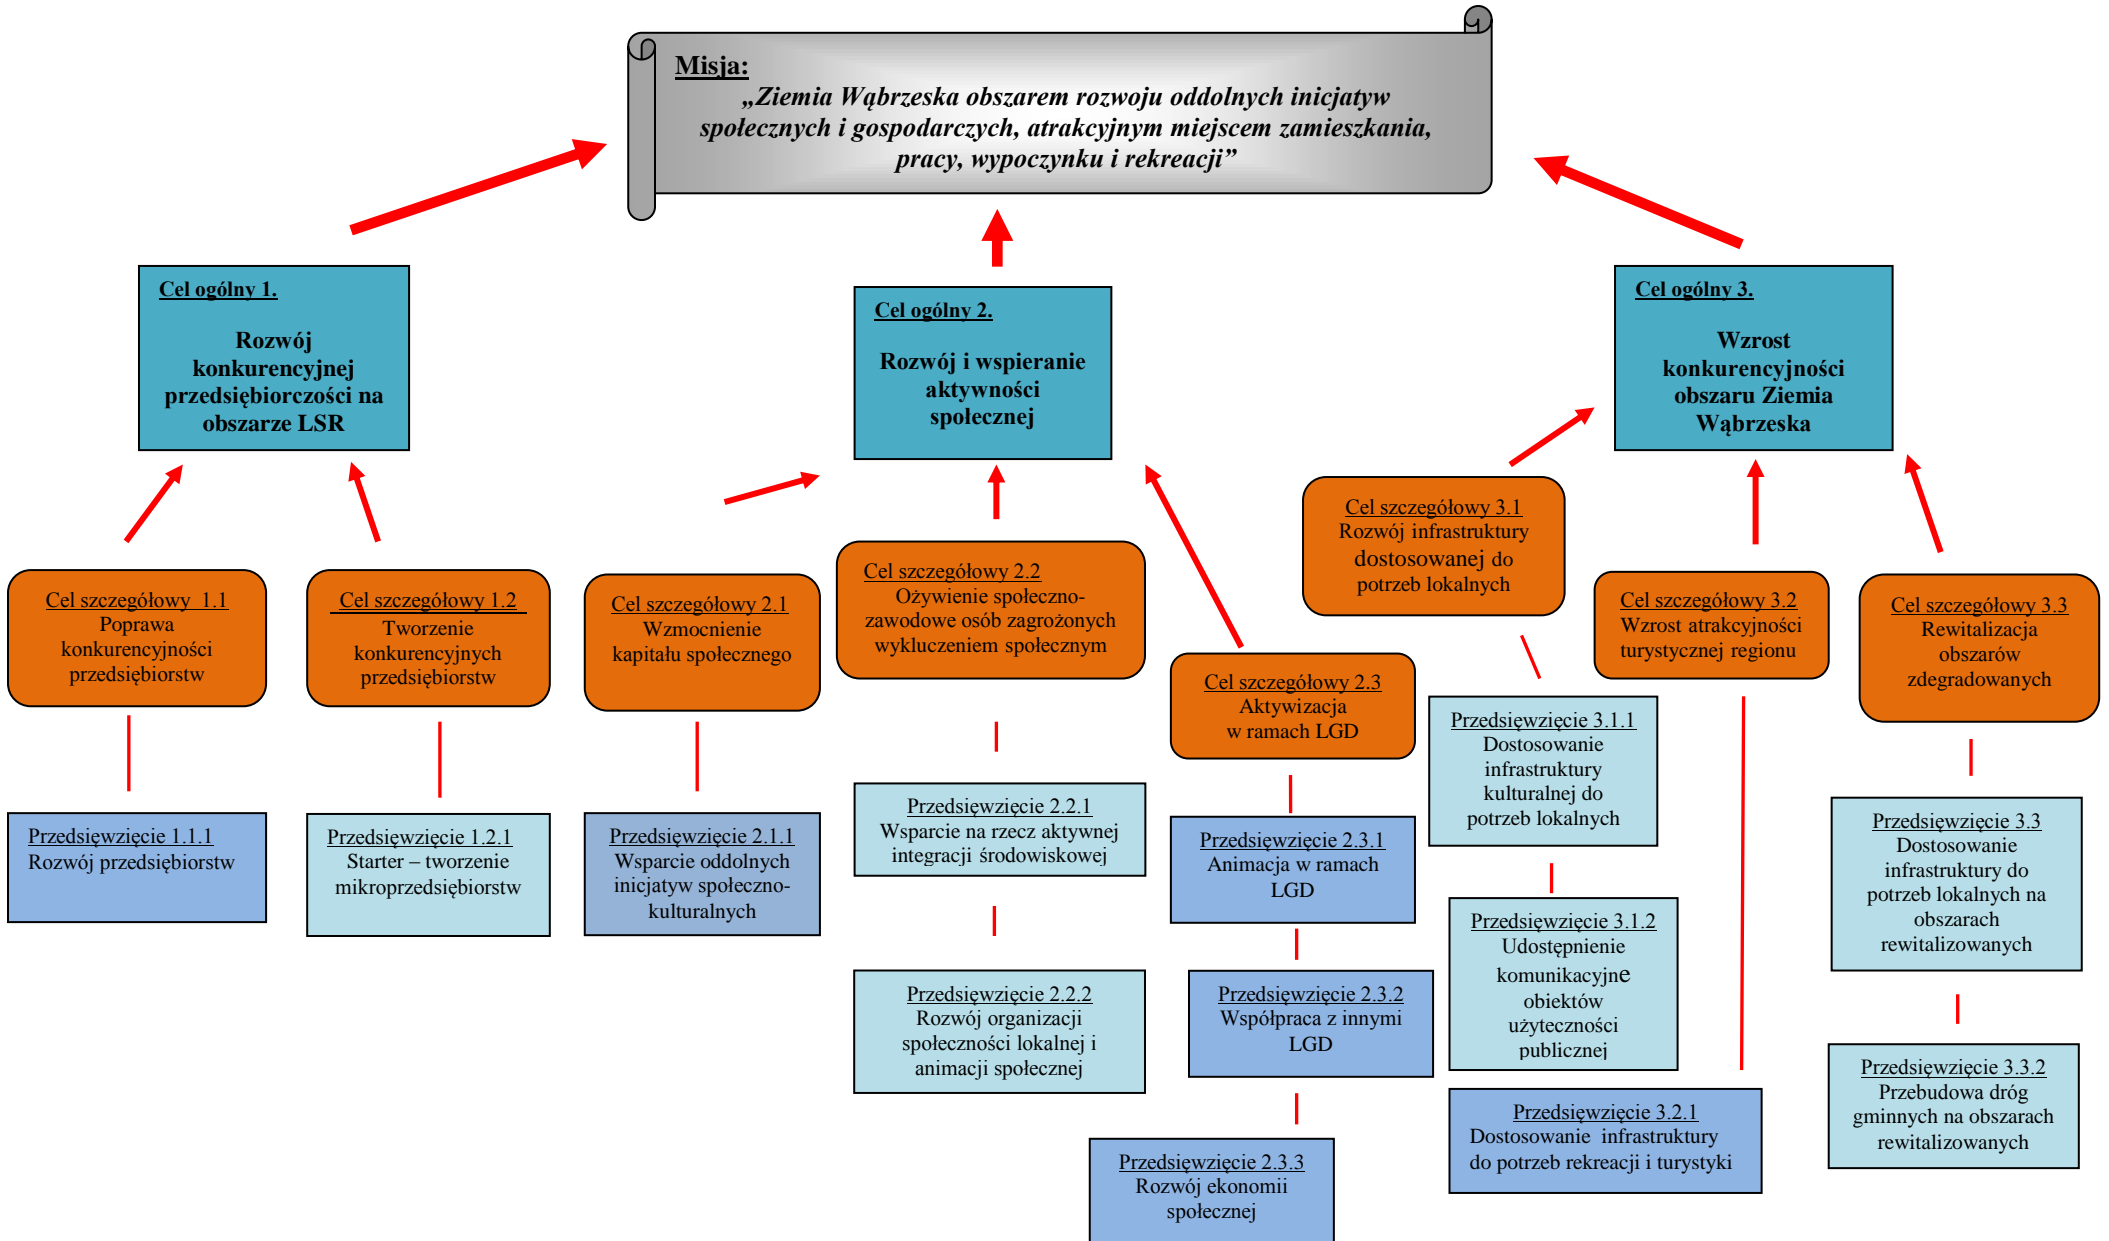 Misja:
„Ziemia Wąbrzeska obszarem rozwoju oddolnych inicjatyw
społecznych i gospodarczych, atrakcyjnym miejscem zamieszkania,
pracy, wypoczynku i rekreacji”
Cel ogólny 1.
Rozwój
konkurencyjnej
przedsiębiorczości na
obszarze LSR
Cel ogólny 2.
Rozwój i wspieranie
aktywności
społecznej
Cel ogólny 3.
Wzrost
konkurencyjności
obszaru Ziemia
Wąbrzeska
Cel szczegółowy 1.1
Poprawa
konkurencyjności
przedsiębiorstw
Cel szczegółowy 1.2
Tworzenie
konkurencyjnych
przedsiębiorstw
Cel szczegółowy 2.1
Wzmocnienie
kapitału społecznego
Cel szczegółowy 2.2
Ożywienie społeczno-
zawodowe osób zagrożonych
wykluczeniem społecznym
Cel szczegółowy 2.3
Aktywizacja
w ramach LGD
Cel szczegółowy 3.1
Rozwój infrastruktury
dostosowanej do
potrzeb lokalnych
Cel szczegółowy 3.2
Wzrost atrakcyjności
turystycznej regionu
Cel szczegółowy 3.3
Rewitalizacja
obszarów
zdegradowanych
Przedsięwzięcie 1.1.1
Rozwój przedsiębiorstw
Przedsięwzięcie 1.2.1
Starter – tworzenie
mikroprzedsiębiorstw
Przedsięwzięcie 2.1.1
Wsparcie oddolnych
inicjatyw społeczno-
kulturalnych
Przedsięwzięcie 2.2.1
Wsparcie na rzecz aktywnej
integracji środowiskowej
Przedsięwzięcie 2.2.2
Rozwój organizacji
społeczności lokalnej i
animacji społecznej
Przedsięwzięcie 2.3.1
Animacja w ramach
LGD
Przedsięwzięcie 2.3.2
Współpraca z innymi
LGD
Przedsięwzięcie 2.3.3
Rozwój ekonomii
społecznej
Przedsięwzięcie 3.1.1
Dostosowanie
infrastruktury
kulturalnej do
potrzeb lokalnych
Przedsięwzięcie 3.1.2
Udostępnienie
komunikacyjne
obiektów
użyteczności
publicznej
Przedsięwzięcie 3.2.1
Dostosowanie infrastruktury
do potrzeb rekreacji i turystyki
Przedsięwzięcie 3.3
Dostosowanie
infrastruktury do
potrzeb lokalnych na
obszarach
rewitalizowanych
Przedsięwzięcie 3.3.2
Przebudowa dróg
gminnych na obszarach
rewitalizowanych